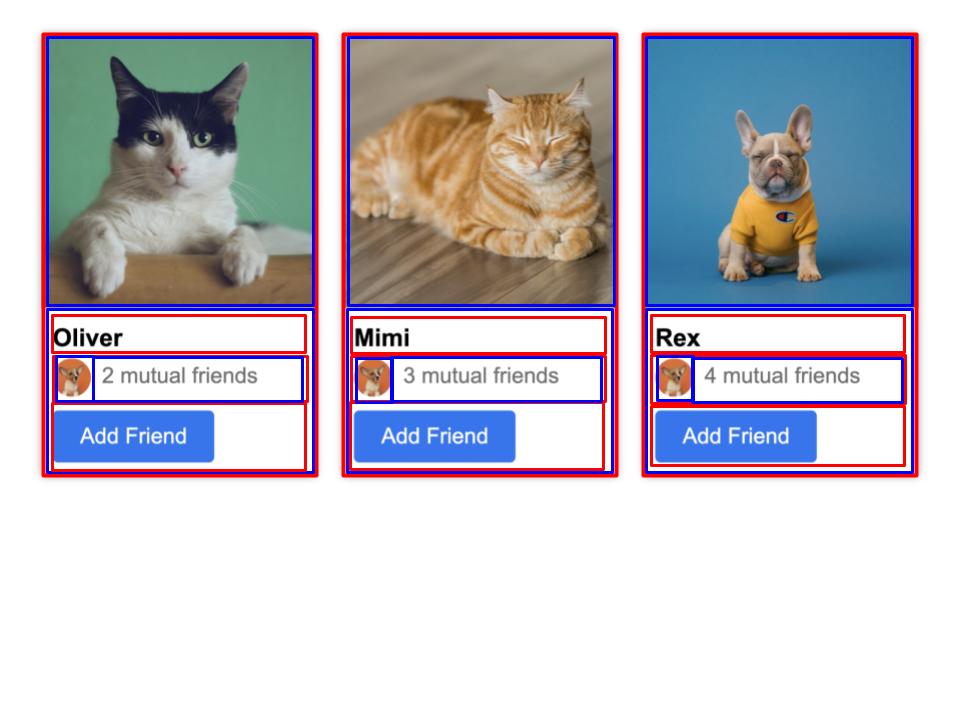 Oliver
2 mutual friends
Add Friend
Mimi
3 mutual friends
Add Friend
Rex
4 mutual friends
Add Friend